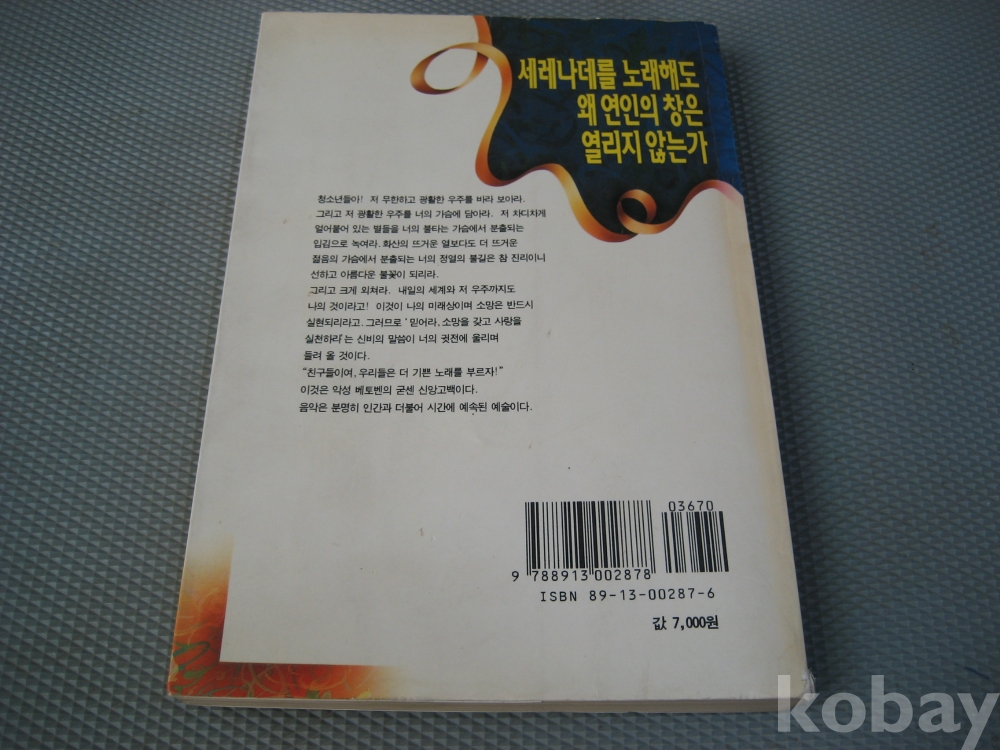 세레나데를 노래해도
왜 연인의 창은
열리지 않는가
청소년들아! 저 무한하고 광활한 우주를 바라 보아라.
그리고 저 광활한 우주를 너의 가슴에 담아라. 저 차디차게
얼어붙어 있는 별들을 너의 불타는 가슴에서 분출되는
입김으로 녹여라. 화산의 뜨거운 열보다도 더 뜨거운
젊음의 가슴에서 분출되는 너의 정열의 불길은 참 진리이니
선하고 아름다운 불꽃이 되리라.
그리고 크게 외쳐라. 내일의 세계와 저 우주까지도
나의 것이라고! 이것이 나의 미래상이며 소망은 반드시
실현되리라고. 그러므로 '믿어라, 소망을 갖고 사랑을
실천하라'는 신비의 말씀이 너의 귓전에 울리며
들려 올 것이다.
"친구들이여, 우리들은 더 기쁜 노래를 부르자!"
이것은 악성 베토벤의 굳센 신앙고백이다.
음악은 분명히 인간과 더불어 시간에 예속된 예술이다.
03670
9 788913 002878
ISBN 89-13-00287-6
값 7,000원
kobay